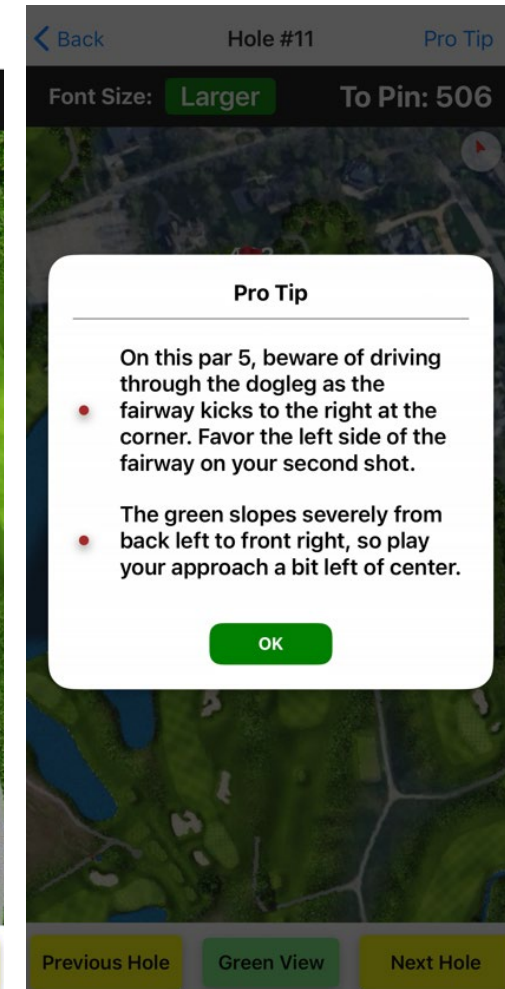 Back
Hole #11
Pro Tip
Font Size:
Larger
To Pin: 506
Pro Tip
On this par 5, beware of driving
through the dogleg as the
fairway kicks to the right at the
corner. Favor the left side of the
fairway on your second shot.
The green slopes severely from
back left to front right, so play
your approach a bit left of center.
OK
Previous Hole
Green View
Next Hole